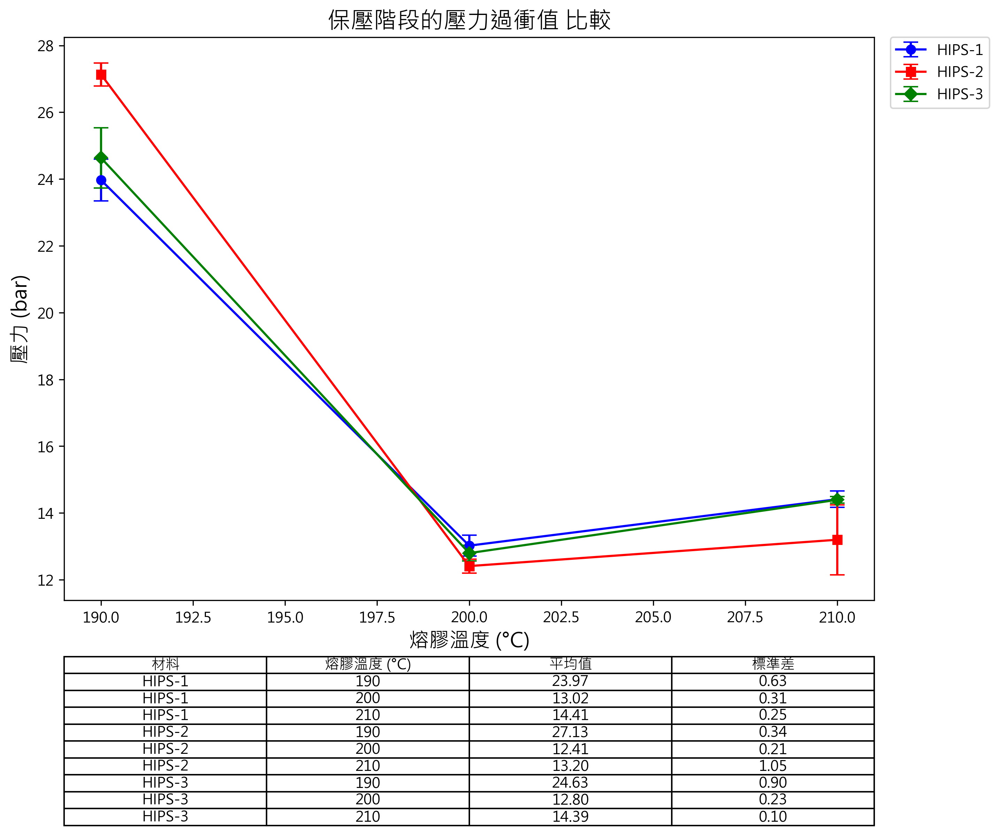 保壓階段的壓力過衝值 比較
HIPS-1
HIPS-2
HIPS-3
壓力 (bar)
28
26
24
22
20
18
16
14
12
190.0 192.5 195.0 197.5 200.0 202.5 205.0 207.5 210.0
熔膠溫度 (°C)
材料 熔膠溫度 (°C) 平均值 標準差
HIPS-1 190 23.97 0.63
HIPS-1 200 13.02 0.31
HIPS-1 210 14.41 0.25
HIPS-2 190 27.13 0.34
HIPS-2 200 12.41 0.21
HIPS-2 210 13.20 1.05
HIPS-3 190 24.63 0.90
HIPS-3 200 12.80 0.23
HIPS-3 210 14.39 0.10